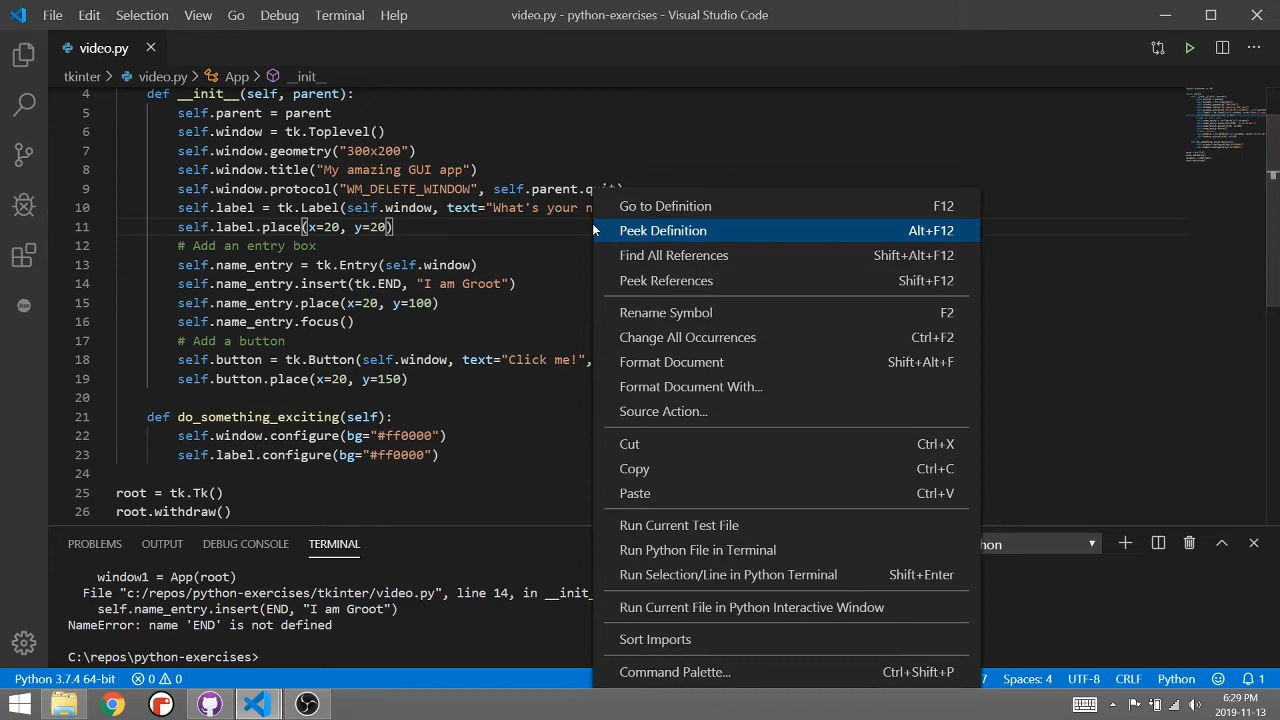 File Edit Selection View Go Debug Terminal Help video.py - python-exercises - Visual Studio Code
video.py
tkinter > video.py > App > __init__
4 def __init__(self, parent):
5 self.parent = parent
6 self.window = tk.Toplevel()
7 self.window.geometry("300x200")
8 self.window.title("My amazing GUI app")
9 self.window.protocol("WM_DELETE_WINDOW", self.parent.quit)
10 self.label = tk.Label(self.window, text="What's your n
11 self.label.place(x=20, y=20)
12 # Add an entry box
13 self.name_entry = tk.Entry(self.window)
14 self.name_entry.insert(tk.END, "I am Groot")
15 self.name_entry.place(x=20, y=100)
16 self.name_entry.focus()
17 # Add a button
18 self.button = tk.Button(self.window, text="Click me!",
19 self.button.place(x=20, y=150)
20
21 def do_something_exciting(self):
22 self.window.configure(bg="#ff0000")
23 self.label.configure(bg="#ff0000")
24
25 root = tk.Tk()
26 root.withdraw()
Go to Definition F12
Peek Definition Alt+F12
Find All References Shift+Alt+F12
Peek References Shift+F12
Rename Symbol F2
Change All Occurrences Ctrl+F2
Format Document Shift+Alt+F
Format Document With...
Source Action...
Cut Ctrl+X
Copy Ctrl+C
Paste Ctrl+V
Run Current Test File
Run Python File in Terminal
Run Selection/Line in Python Terminal Shift+Enter
Run Current File in Python Interactive Window
Sort Imports
Command Palette... Ctrl+Shift+P
PROBLEMS OUTPUT DEBUG CONSOLE TERMINAL hon
window1 = App(root)
File "c:/repos/python-exercises/tkinter/video.py", line 14, in __init_
self.name_entry.insert(END, "I am Groot")
NameError: name 'END' is not defined
C:\repos\python-exercises>
Python 3.7.4 64-bit 0 0 7 Spaces: 4 UTF-8 CRLF Python 1
6:29 PM
2019-11-13